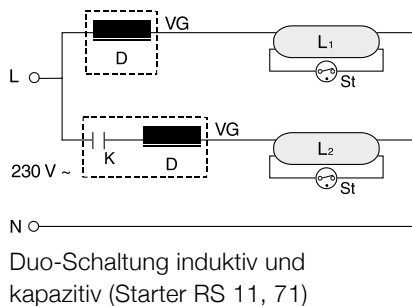 VG
D
L₁
St
L
VG
K
D
L₂
St
230 V ~
N
Duo-Schaltung induktiv und
kapazitiv (Starter RS 11, 71)